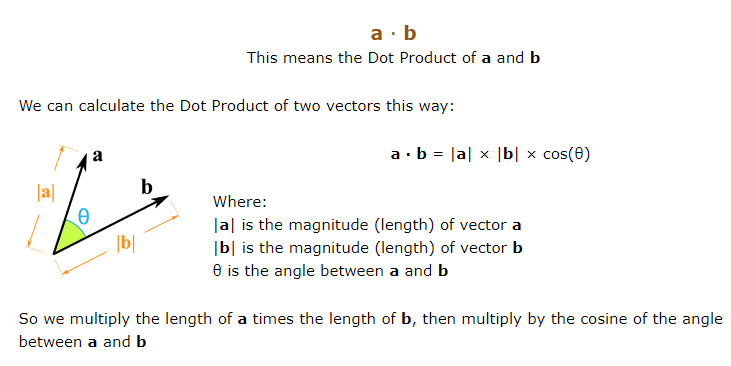 a · b
This means the Dot Product of a and b
We can calculate the Dot Product of two vectors this way:
a
|a|
b
θ
|b|
a · b = |a| × |b| × cos(θ)
Where:
|a| is the magnitude (length) of vector a
|b| is the magnitude (length) of vector b
θ is the angle between a and b
So we multiply the length of a times the length of b, then multiply by the cosine of the angle
between a and b